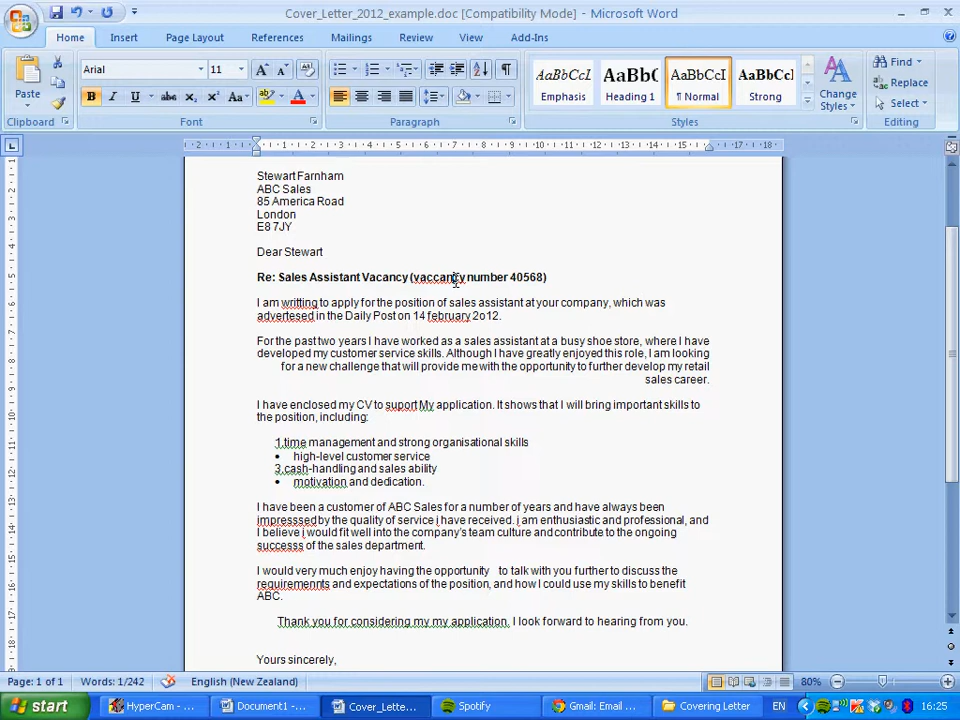 Cover_Letter_2012_example.doc [Compatibility Mode] - Microsoft Word
Home Insert Page Layout References Mailings Review View Add-Ins
Arial 11
Find
AaBbCcI AaBbC AaBbCcI AaBbCc
Replace
Paste
Emphasis Heading 1 ¶ Normal Strong
Change Styles
Select
Clipboard Font Paragraph Styles Editing
Stewart Farnham
ABC Sales
85 America Road
London
E8 7JY
Dear Stewart
Re: Sales Assistant Vacancy (vaccancy number 40568)
I am writting to apply for the position of sales assistant at your company, which was
advertesed in the Daily Post on 14 february 2o12.
For the past two years I have worked as a sales assistant at a busy shoe store, where I have
developed my customer service skills. Although I have greatly enjoyed this role, I am looking
for a new challenge that will provide me with the opportunity to further develop my retail
sales career.
I have enclosed my CV to suport My application. It shows that I will bring important skills to
the position, including:
1.time management and strong organisational skills
• high-level customer service
3.cash-handling and sales ability
• motivation and dedication.
I have been a customer of ABC Sales for a number of years and have always been
impresssed by the quality of service i have received. i am enthusiastic and professional, and
I believe i would fit well into the company's team culture and contribute to the ongoing
successs of the sales department.
I would very much enjoy having the opportunity to talk with you further to discuss the
requiremennts and expectations of the position, and how I could use my skills to benefit
ABC.
Thank you for considering my my application. I look forward to hearing from you.
Yours sincerely,
Page: 1 of 1 Words: 1/242 English (New Zealand) 80%
start HyperCam - ... Document1 - ... Cover_Lette... Spotify Gmail: Email ... Covering Letter EN 16:25